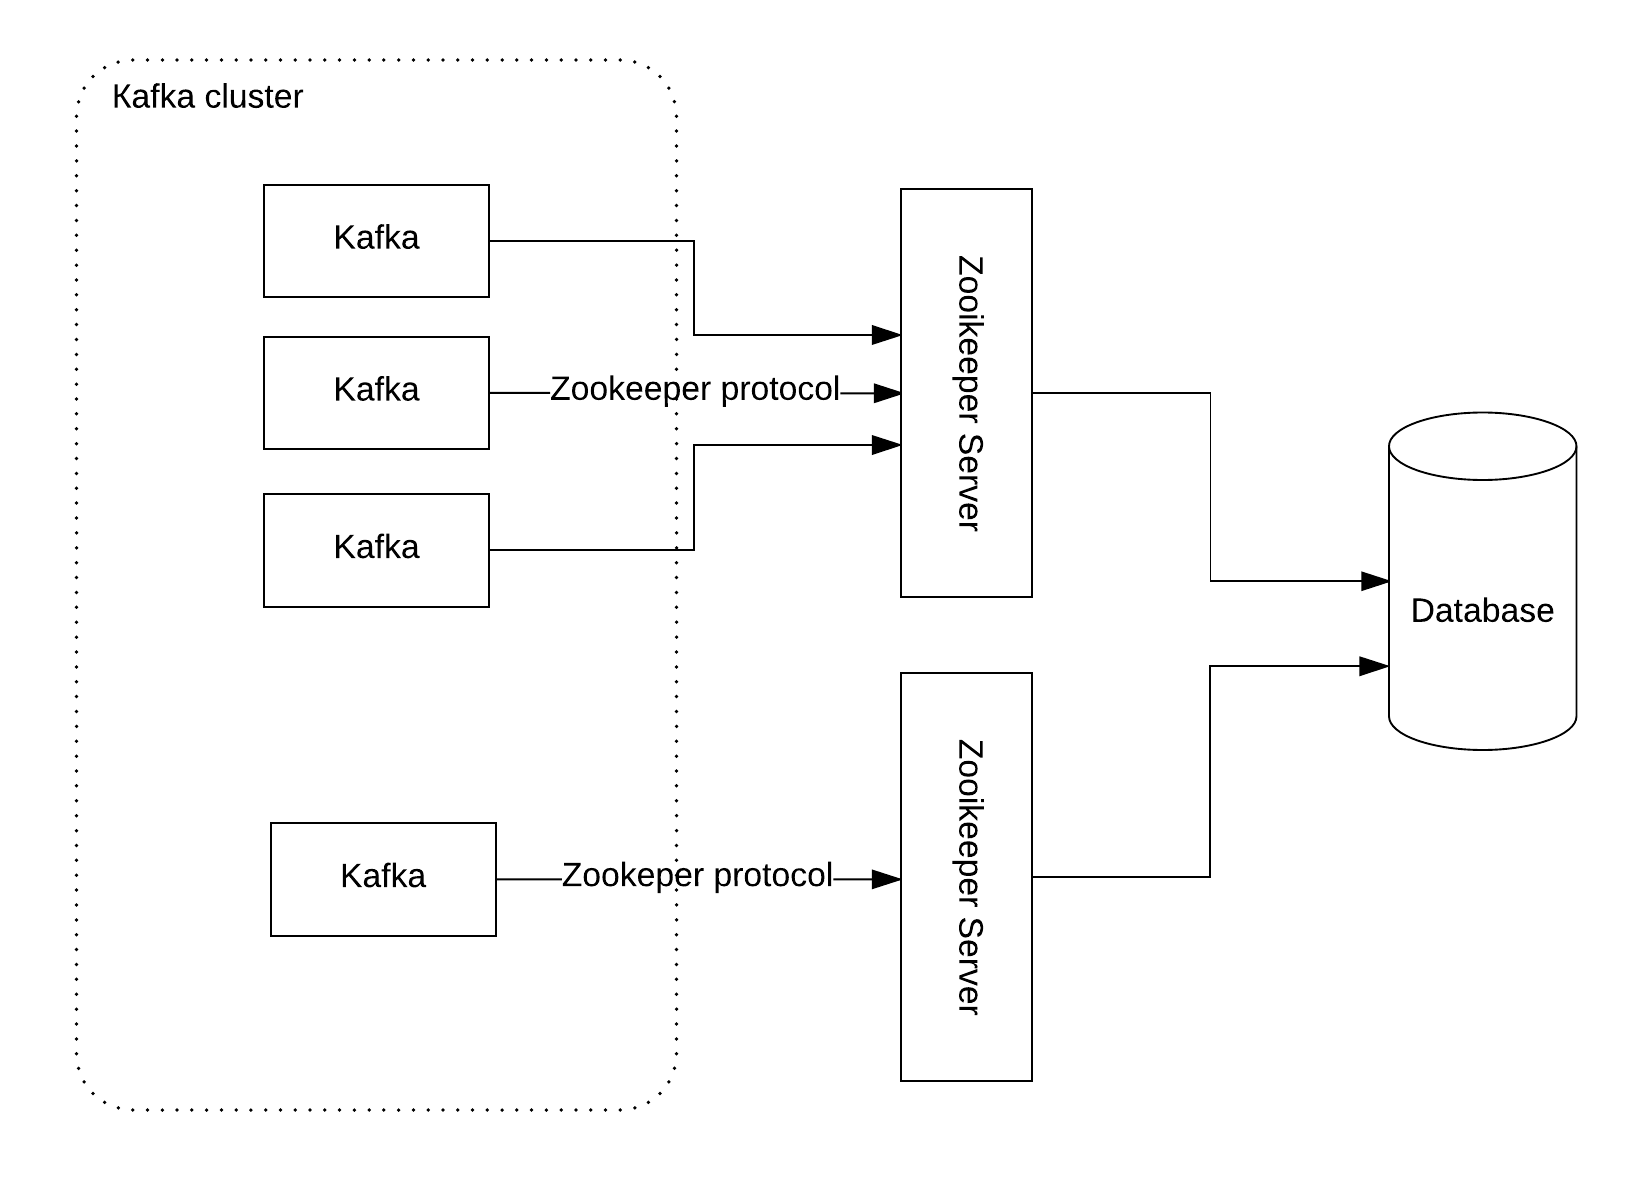 Kafka cluster
Kafka
Kafka
Zookeeper protocol
Kafka
Zooikeeper Server
Database
Kafka
Zookeper protocol
Zooikeeper Server